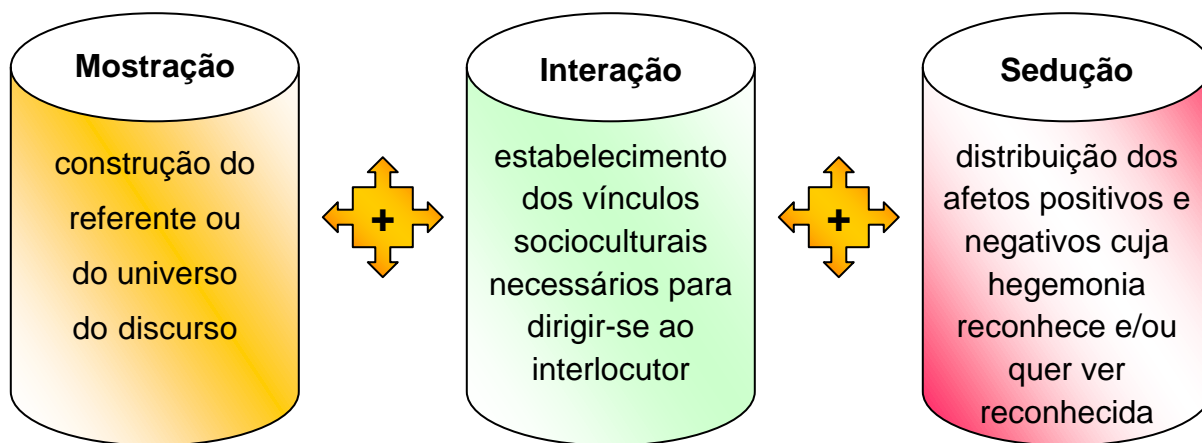 Mostração
construção do
referente ou
do universo
do discurso
+
Interação
estabelecimento
dos vínculos
socioculturais
necessários para
dirigir-se ao
interlocutor
+
Sedução
distribuição dos
afetos positivos e
negativos cuja
hegemonia
reconhece e/ou
quer ver
reconhecida